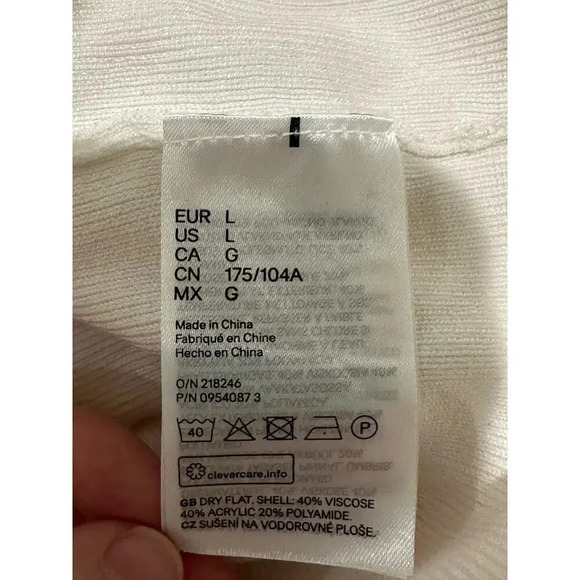 EUR L
US L
CA G
CN 175/104A
MX G
Made in China
Fabriqué en Chine
Hecho en China
O/N 218246
P/N 0954087 3
40 P
clevercare.info
GB DRY FLAT. SHELL: 40% VISCOSE
40% ACRYLIC 20% POLYAMIDE.
CZ SUŠENÍ NA VODOROVNÉ PLOŠE.